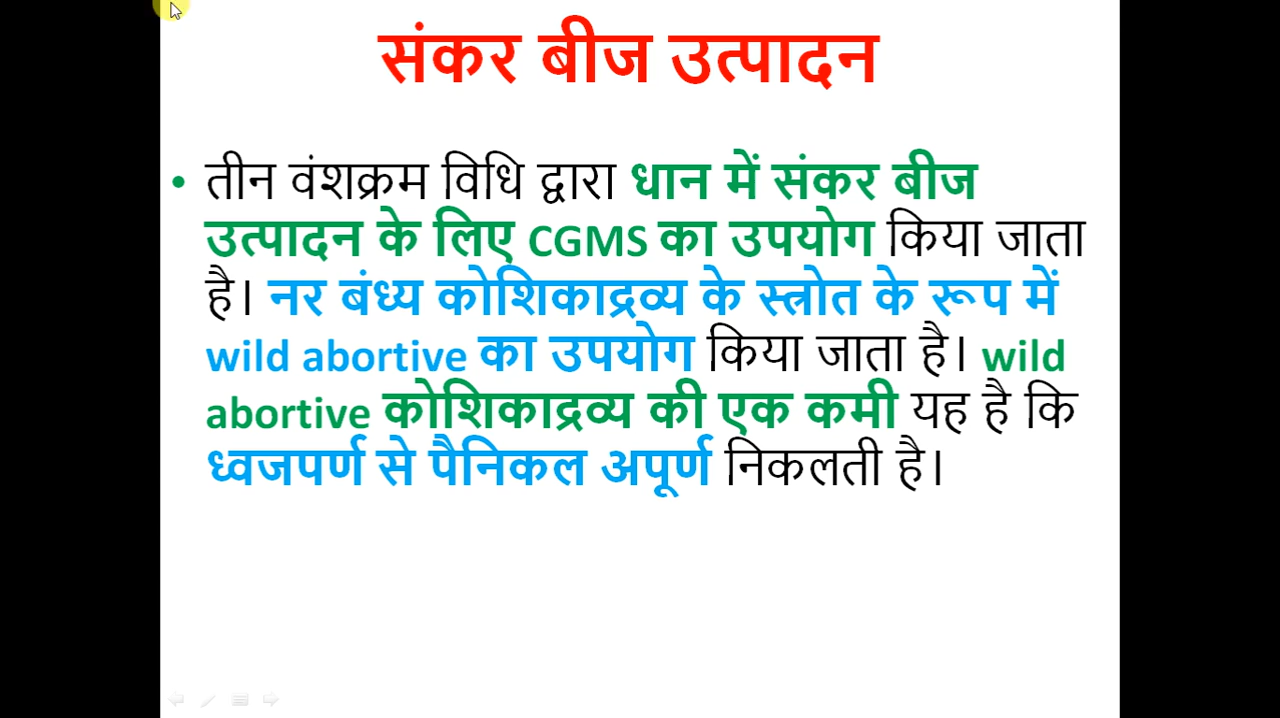 संकर बीज उत्पादन
• तीन वंशक्रम विधि द्वारा धान में संकर बीज
उत्पादन के लिए CGMS का उपयोग किया जाता
है। नर बंध्य कोशिकाद्रव्य के स्त्रोत के रूप में
wild abortive का उपयोग किया जाता है। wild
abortive कोशिकाद्रव्य की एक कमी यह है कि
ध्वजपर्ण से पैनिकल अपूर्ण निकलती है।